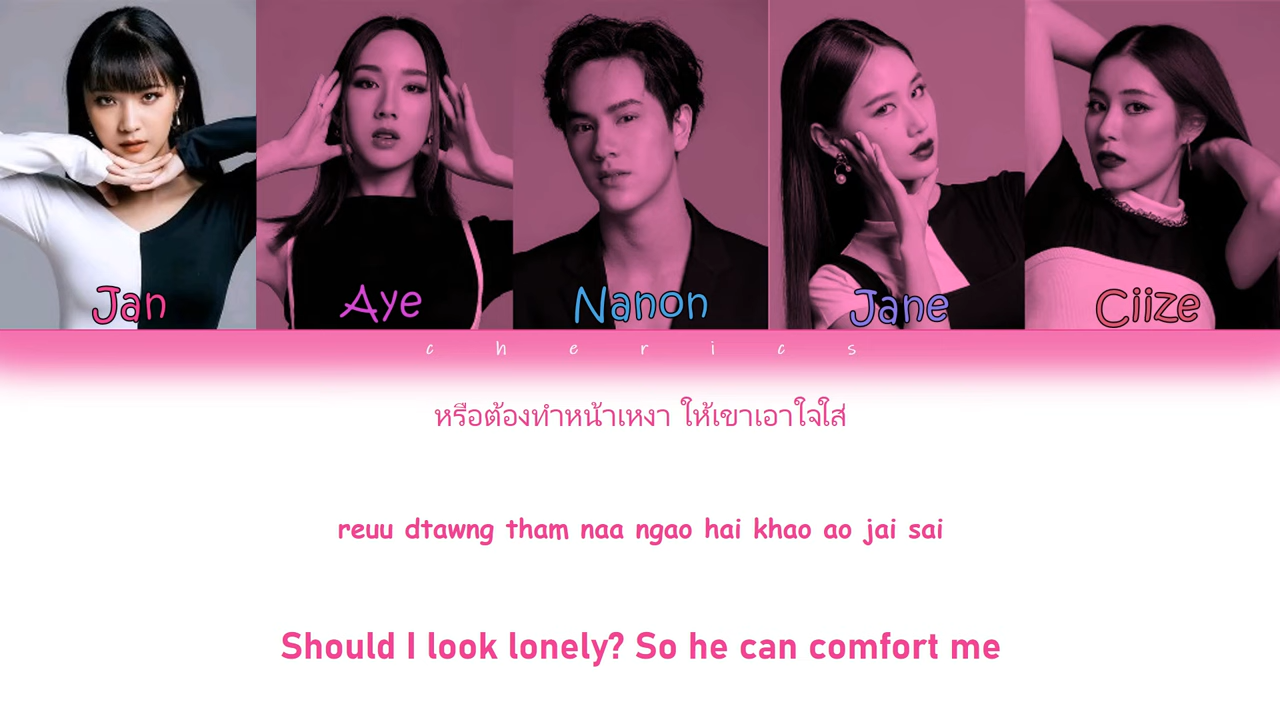 Jan Aye Nanon Jane Ciize
c h e r i c s
หรือต้องทำหน้าเหงา ให้เขาเอาใจใส่
reuu dtawng tham naa ngao hai khao ao jai sai
Should I look lonely? So he can comfort me